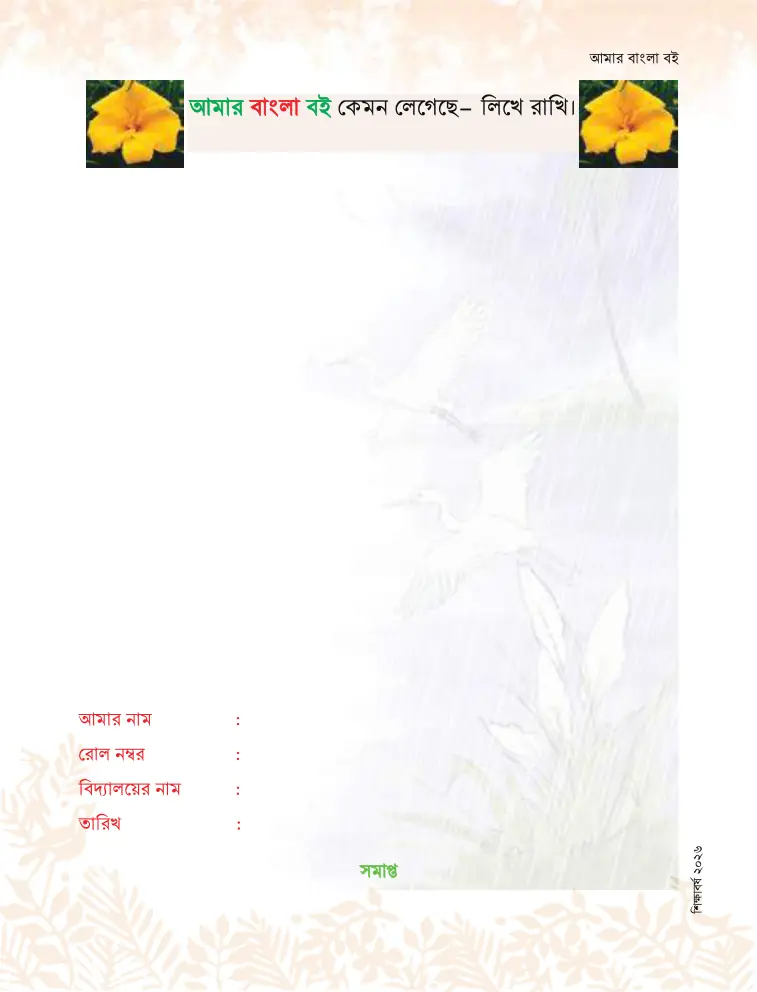 আমার বাংলা বই
আমার বাংলা বই কেমন লেগেছে– লিখে রাখি।
আমার নাম :
রোল নম্বর :
বিদ্যালয়ের নাম :
তারিখ :
সমাপ্ত
শিক্ষাবর্ষ ২০২৬